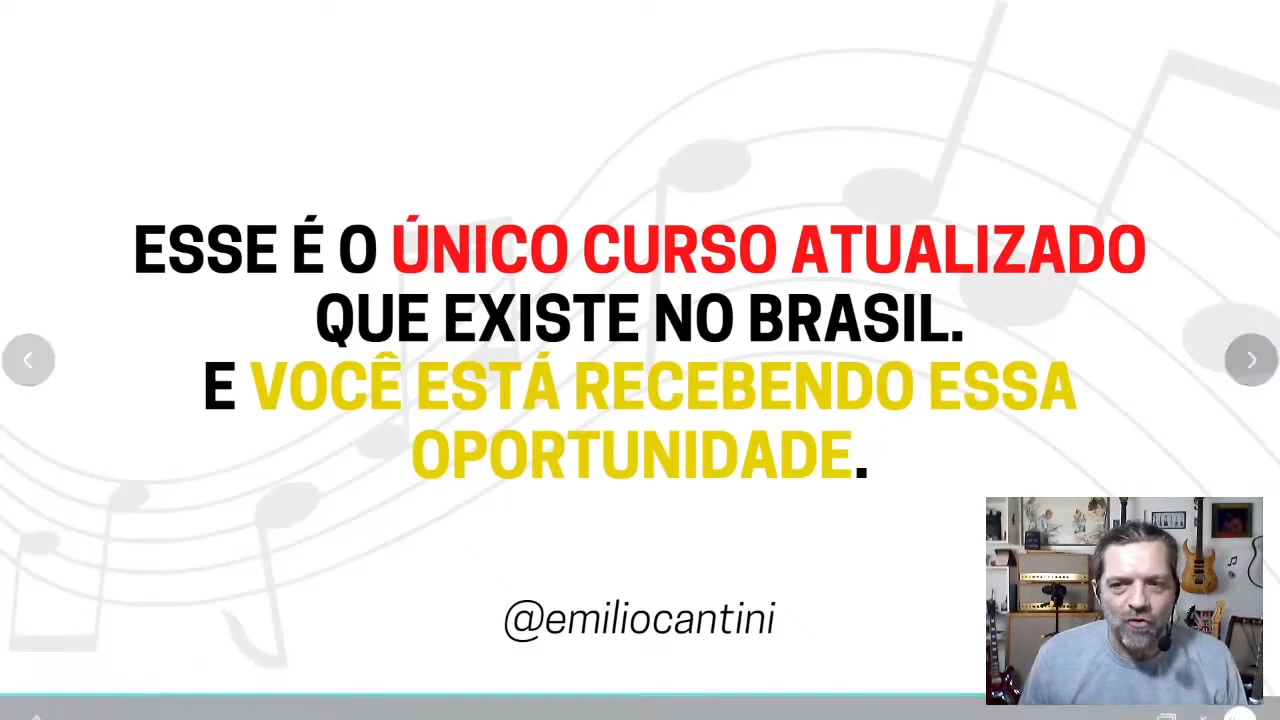 ESSE É O ÚNICO CURSO ATUALIZADO
QUE EXISTE NO BRASIL.
E VOCÊ ESTÁ RECEBENDO ESSA
OPORTUNIDADE.
@emiliocantini